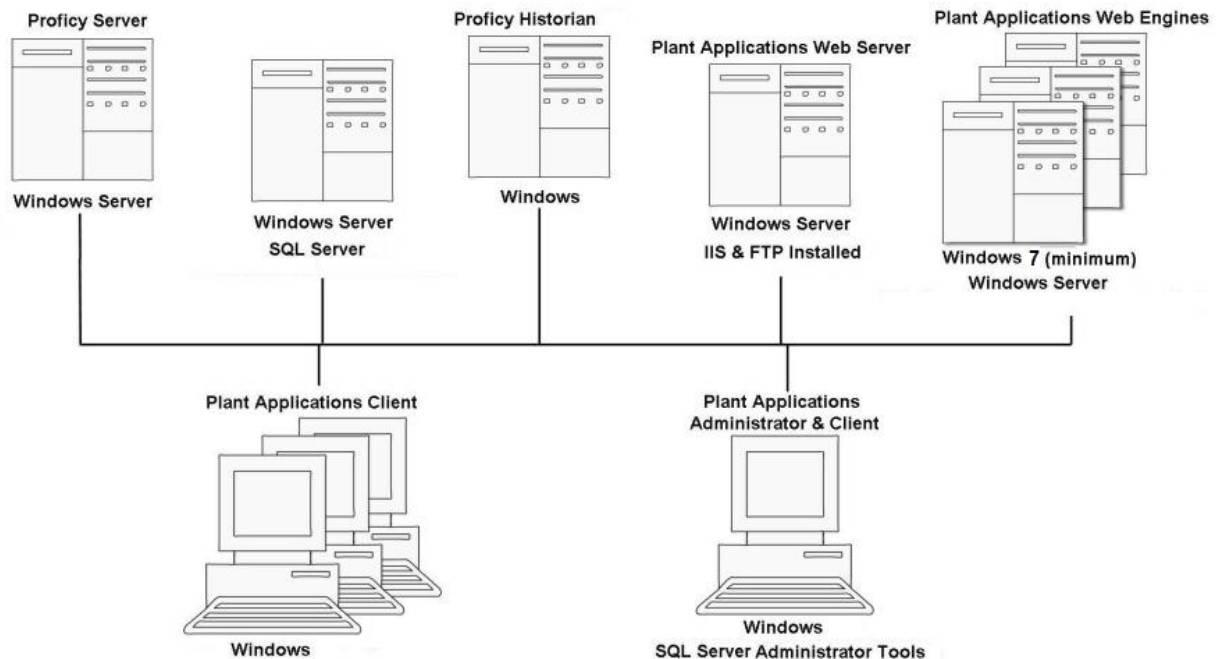 Proficy Server
Windows Server
Windows Server
SQL Server
Proficy Historian
Windows
Plant Applications Web Server
Windows Server
IIS & FTP Installed
Plant Applications Web Engines
Windows 7 (minimum)
Windows Server
Plant Applications Client
Windows
Plant Applications
Administrator & Client
Windows
SQL Server Administrator Tools